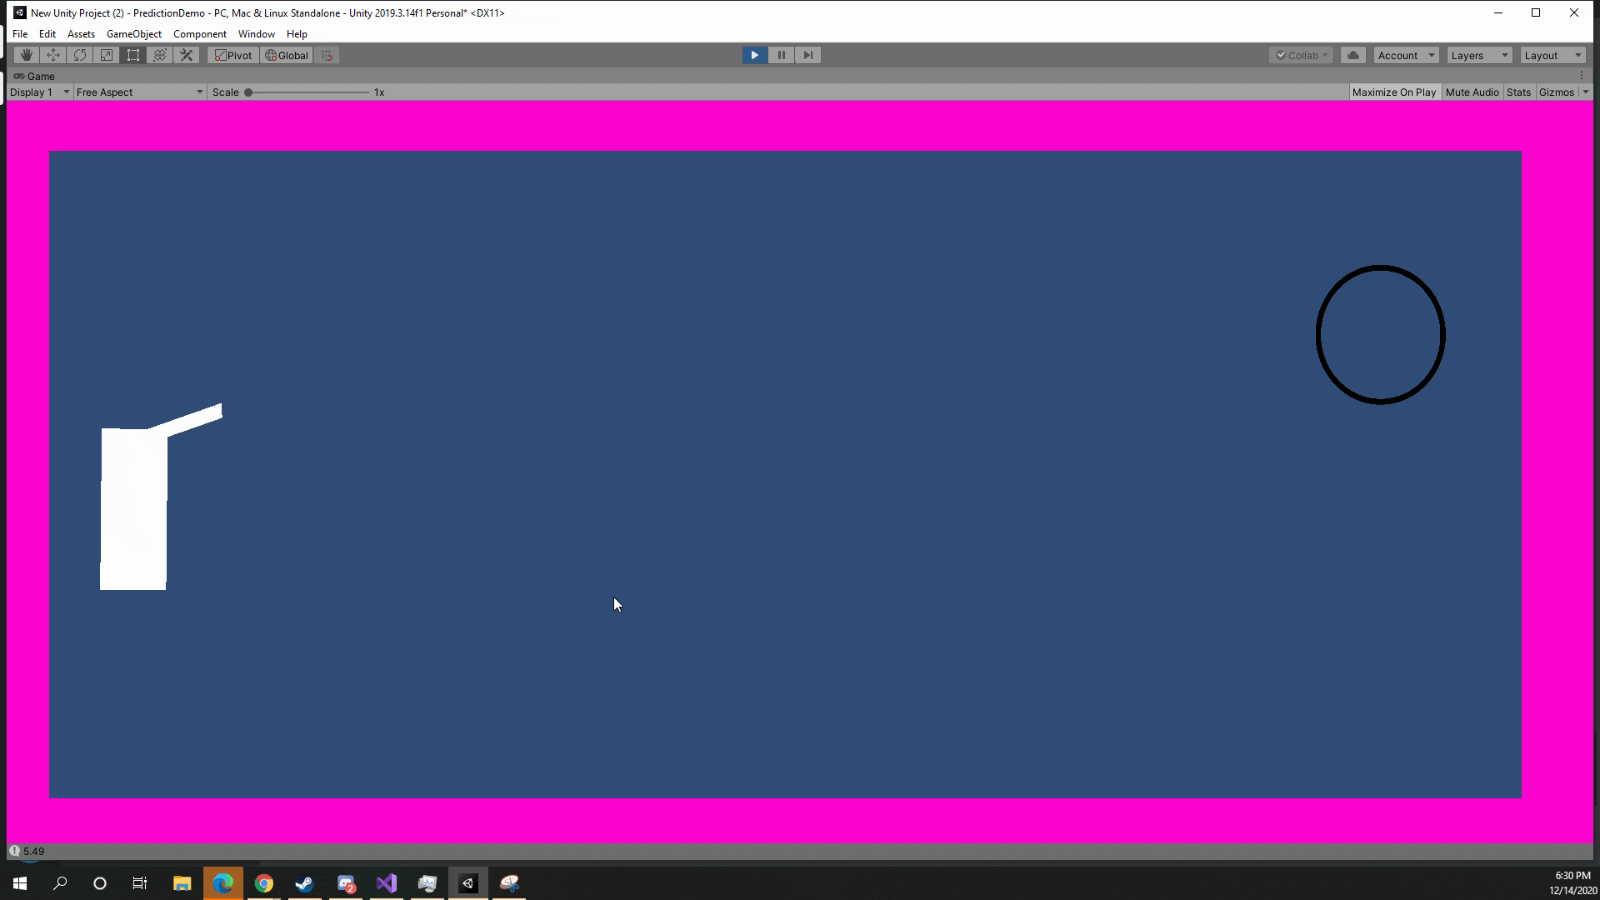 New Unity Project (2) - PredictionDemo - PC, Mac & Linux Standalone - Unity 2019.3.14f1 Personal* <DX11>
File Edit Assets GameObject Component Window Help
Pivot Global Collab Account Layers Layout
Game
Display 1 Free Aspect Scale 1x Maximize On Play Mute Audio Stats Gizmos
5.49
2
6:30 PM
12/14/2020